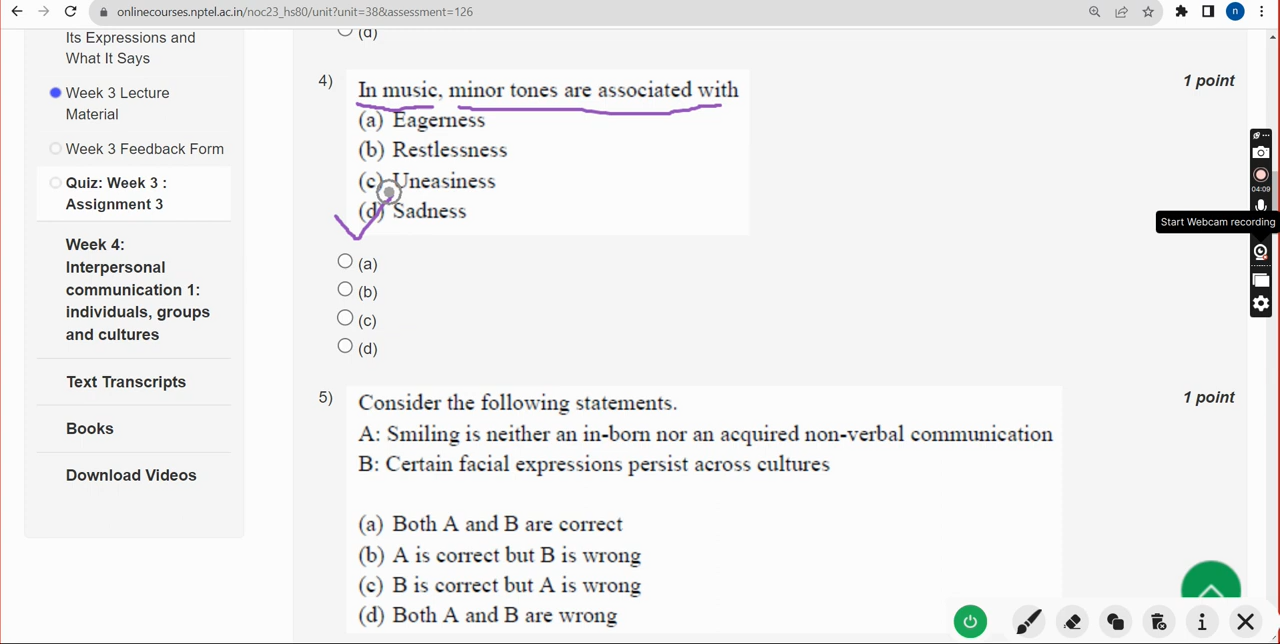 onlinecourses.nptel.ac.in/noc23_hs80/unit?unit=38&assessment=126
n
Its Expressions and
What It Says
Week 3 Lecture
Material
Week 3 Feedback Form
Quiz: Week 3 :
Assignment 3
Week 4:
Interpersonal
communication 1:
individuals, groups
and cultures
Text Transcripts
Books
Download Videos
(d)
4)
1 point
In music, minor tones are associated with
(a) Eagerness
(b) Restlessness
(c) Uneasiness
(d) Sadness
(a)
(b)
(c)
(d)
5)
1 point
Consider the following statements.
A: Smiling is neither an in-born nor an acquired non-verbal communication
B: Certain facial expressions persist across cultures
(a) Both A and B are correct
(b) A is correct but B is wrong
(c) B is correct but A is wrong
(d) Both A and B are wrong
04:09
Start Webcam recording